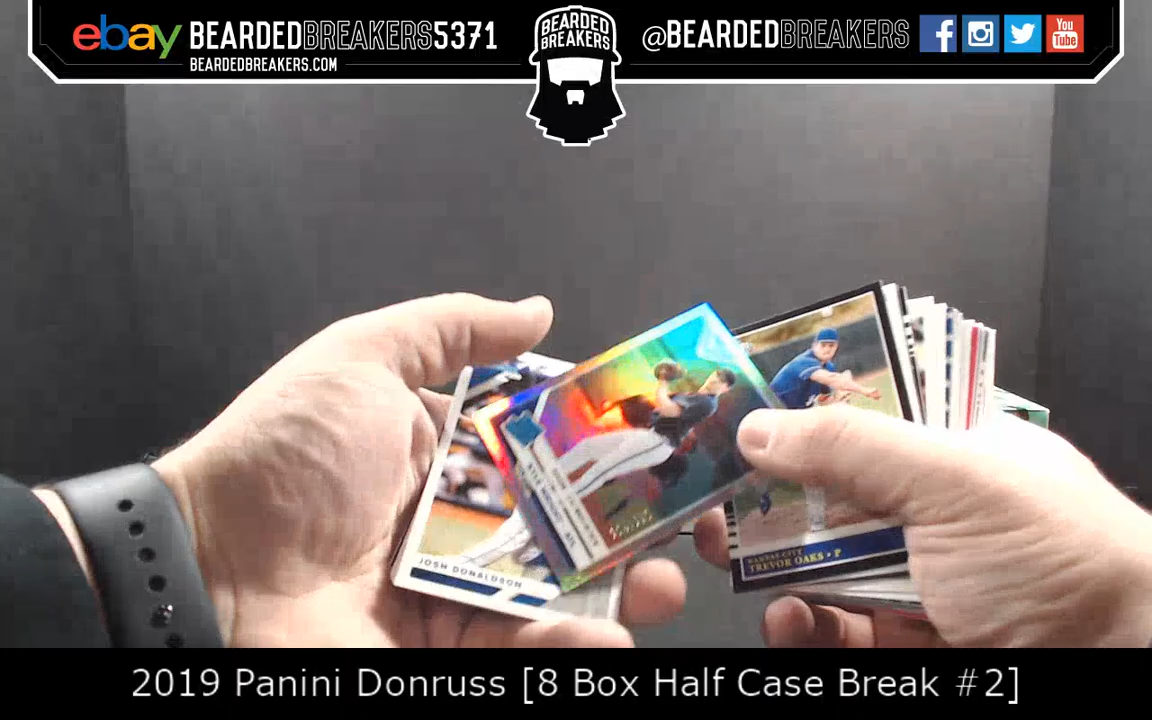 ebay BEARDEDBREAKERS5371
BEARDEDBREAKERS.COM
BEARDED
BREAKERS
@BEARDEDBREAKERS
You
Tube
JOSH DONALDSON
KANSAS CITY
TREVOR OAKS • P
2019 Panini Donruss [8 Box Half Case Break #2]